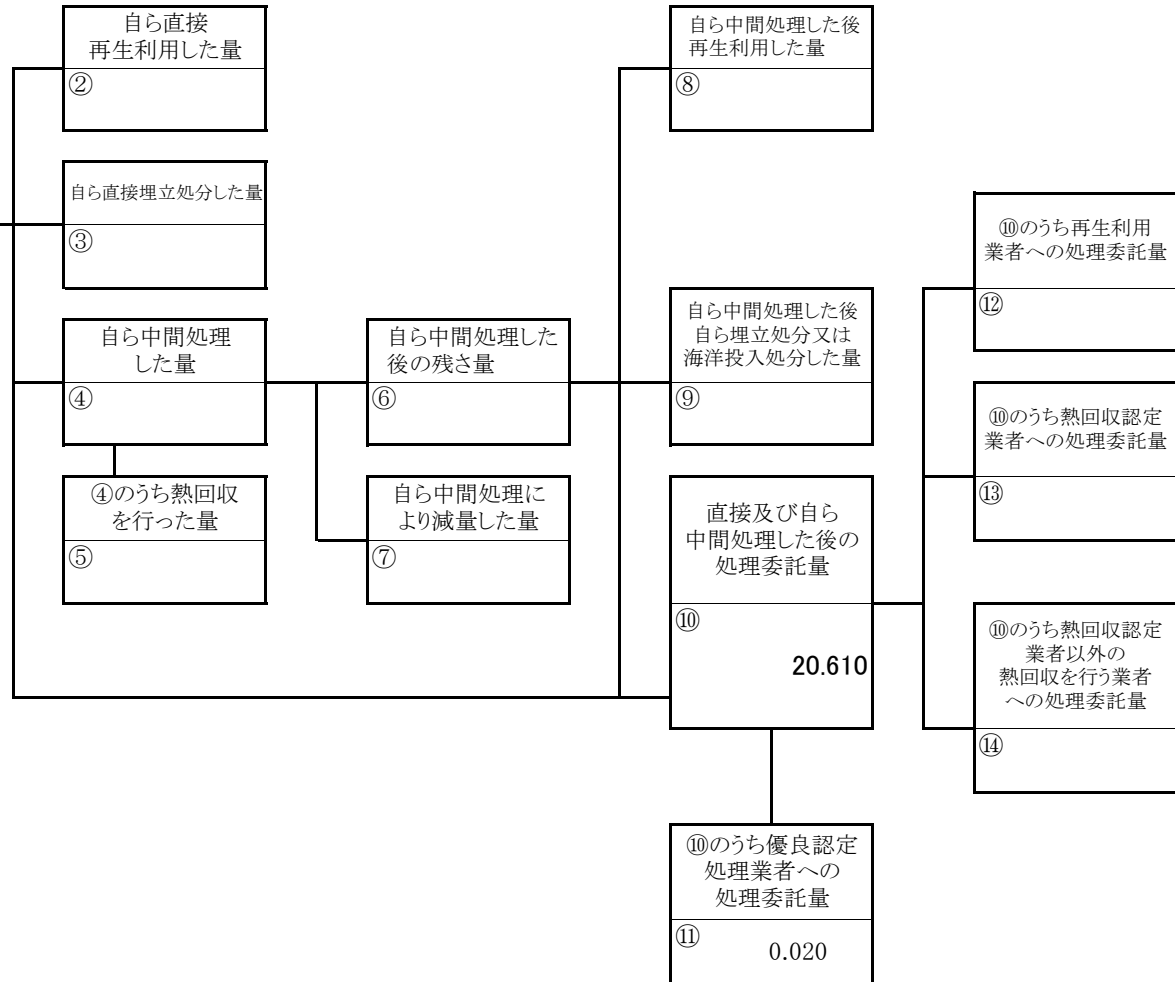 自ら直接
再生利用した量
②
自ら直接埋立処分した量
③
自ら中間処理
した量
④
④のうち熱回収
を行った量
⑤
自ら中間処理した
後の残さ量
⑥
自ら中間処理に
より減量した量
⑦
自ら中間処理した後
再生利用した量
⑧
自ら中間処理した後
自ら埋立処分又は
海洋投入処分した量
⑨
直接及び自ら
中間処理した後の
処理委託量
⑩
20.610
⑩のうち優良認定
処理業者への
処理委託量
⑪ 0.020
⑩のうち再生利用
業者への処理委託量
⑫
⑩のうち熱回収認定
業者への処理委託量
⑬
⑩のうち熱回収認定
業者以外の
熱回収を行う業者
への処理委託量
⑭